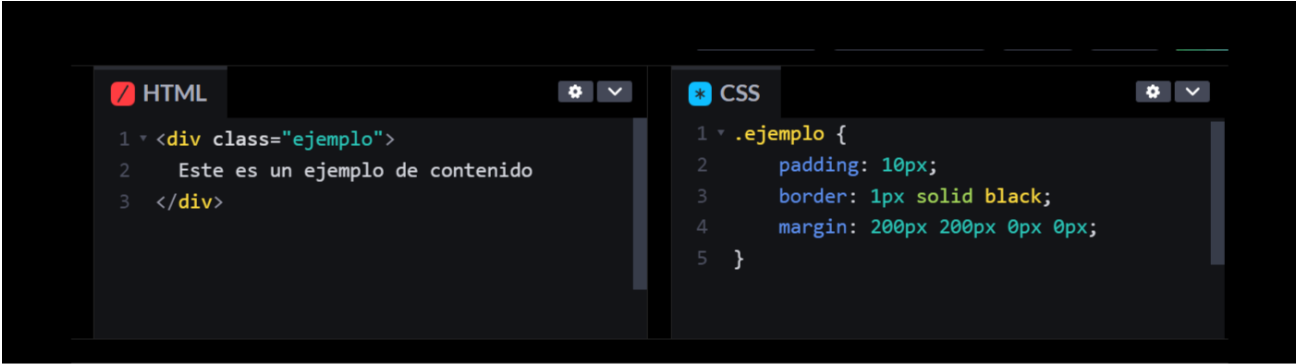 HTML
1 <div class="ejemplo">
2 Este es un ejemplo de contenido
3 </div>
CSS
1 .ejemplo {
2 padding: 10px;
3 border: 1px solid black;
4 margin: 200px 200px 0px 0px;
5 }